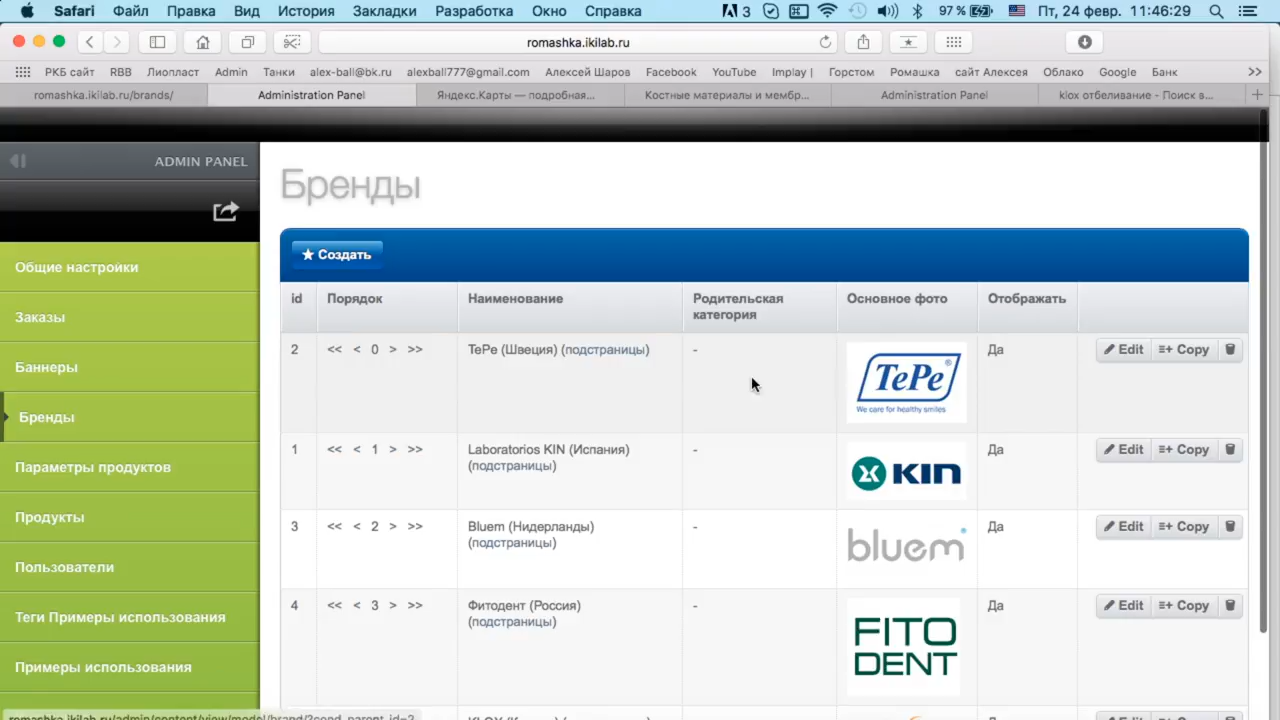 Safari Файл Правка Вид История Закладки Разработка Окно Справка 3 97 % Пт, 24 февр. 11:46:29
romashka.ikilab.ru
РКБ сайт RBB Лиопласт Admin Танки alex-ball@bk.ru alexball777@gmail.com Алексей Шаров Facebook YouTube Implay | Горстом Ромашка сайт Алексея Облако Google Банк >>
romashka.ikilab.ru/brands/ Administration Panel Яндекс.Карты — подробная... Костные материалы и мембр... Administration Panel klox отбеливание - Поиск в... +
ADMIN PANEL
Общие настройки
Заказы
Баннеры
Бренды
Параметры продуктов
Продукты
Пользователи
Теги Примеры использования
Примеры использования
Бренды
★ Создать
id Порядок Наименование Родительская категория Основное фото Отображать
2 << < 0 > >> TePe (Швеция) (подстраницы) - Да Edit Copy
TePe®
We care for healthy smiles
1 << < 1 > >> Laboratorios KIN (Испания) - Да Edit Copy
(подстраницы)
KIN
3 << < 2 > >> Bluem (Нидерланды) - Да Edit Copy
(подстраницы)
bluem
4 << < 3 > >> Фитодент (Россия) - Да Edit Copy
(подстраницы)
FITO
DENT